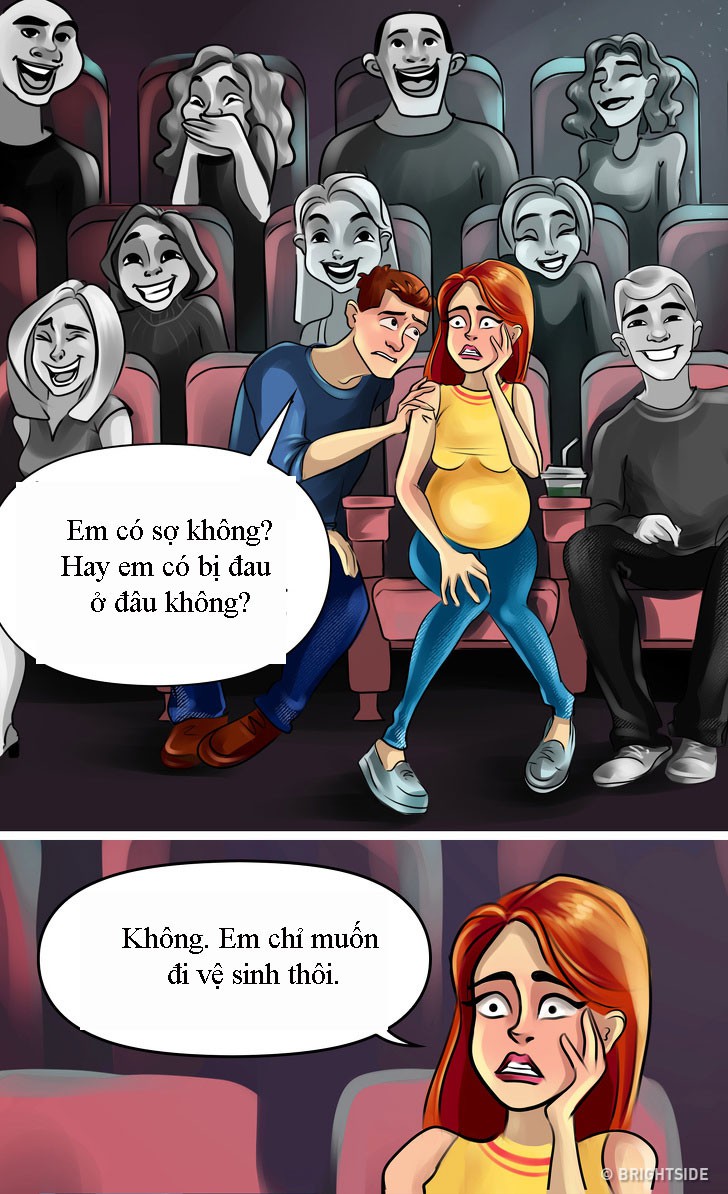 Em có sợ không?
Hay em có bị đau
ở đâu không?
Không. Em chỉ muốn
đi vệ sinh thôi.
© BRIGHTSIDE